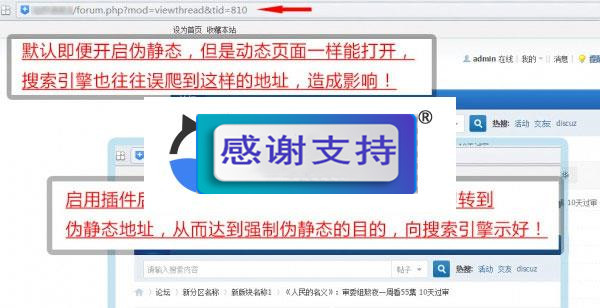 /forum.php?mod=viewthread&tid=810
设为首页 收藏本站
默认即便开启伪静态，但是动态页面一样能打开，
搜索引擎也往往误爬到这样的地址，造成影响！
admin 在线 | 我的 | 消息
热搜: 活动 交友 discuz
感谢支持®
启用插件后
转到
10天过审
伪静态地址，从而达到强制伪静态的目的，向搜索引擎示好！
请输入搜索内容 帖子 热搜: 活动 交友 discuz
论坛 › 新分区名称 › 新版块名称1 › 《人民的名义》：审委组熬夜一周看55集 10天过审